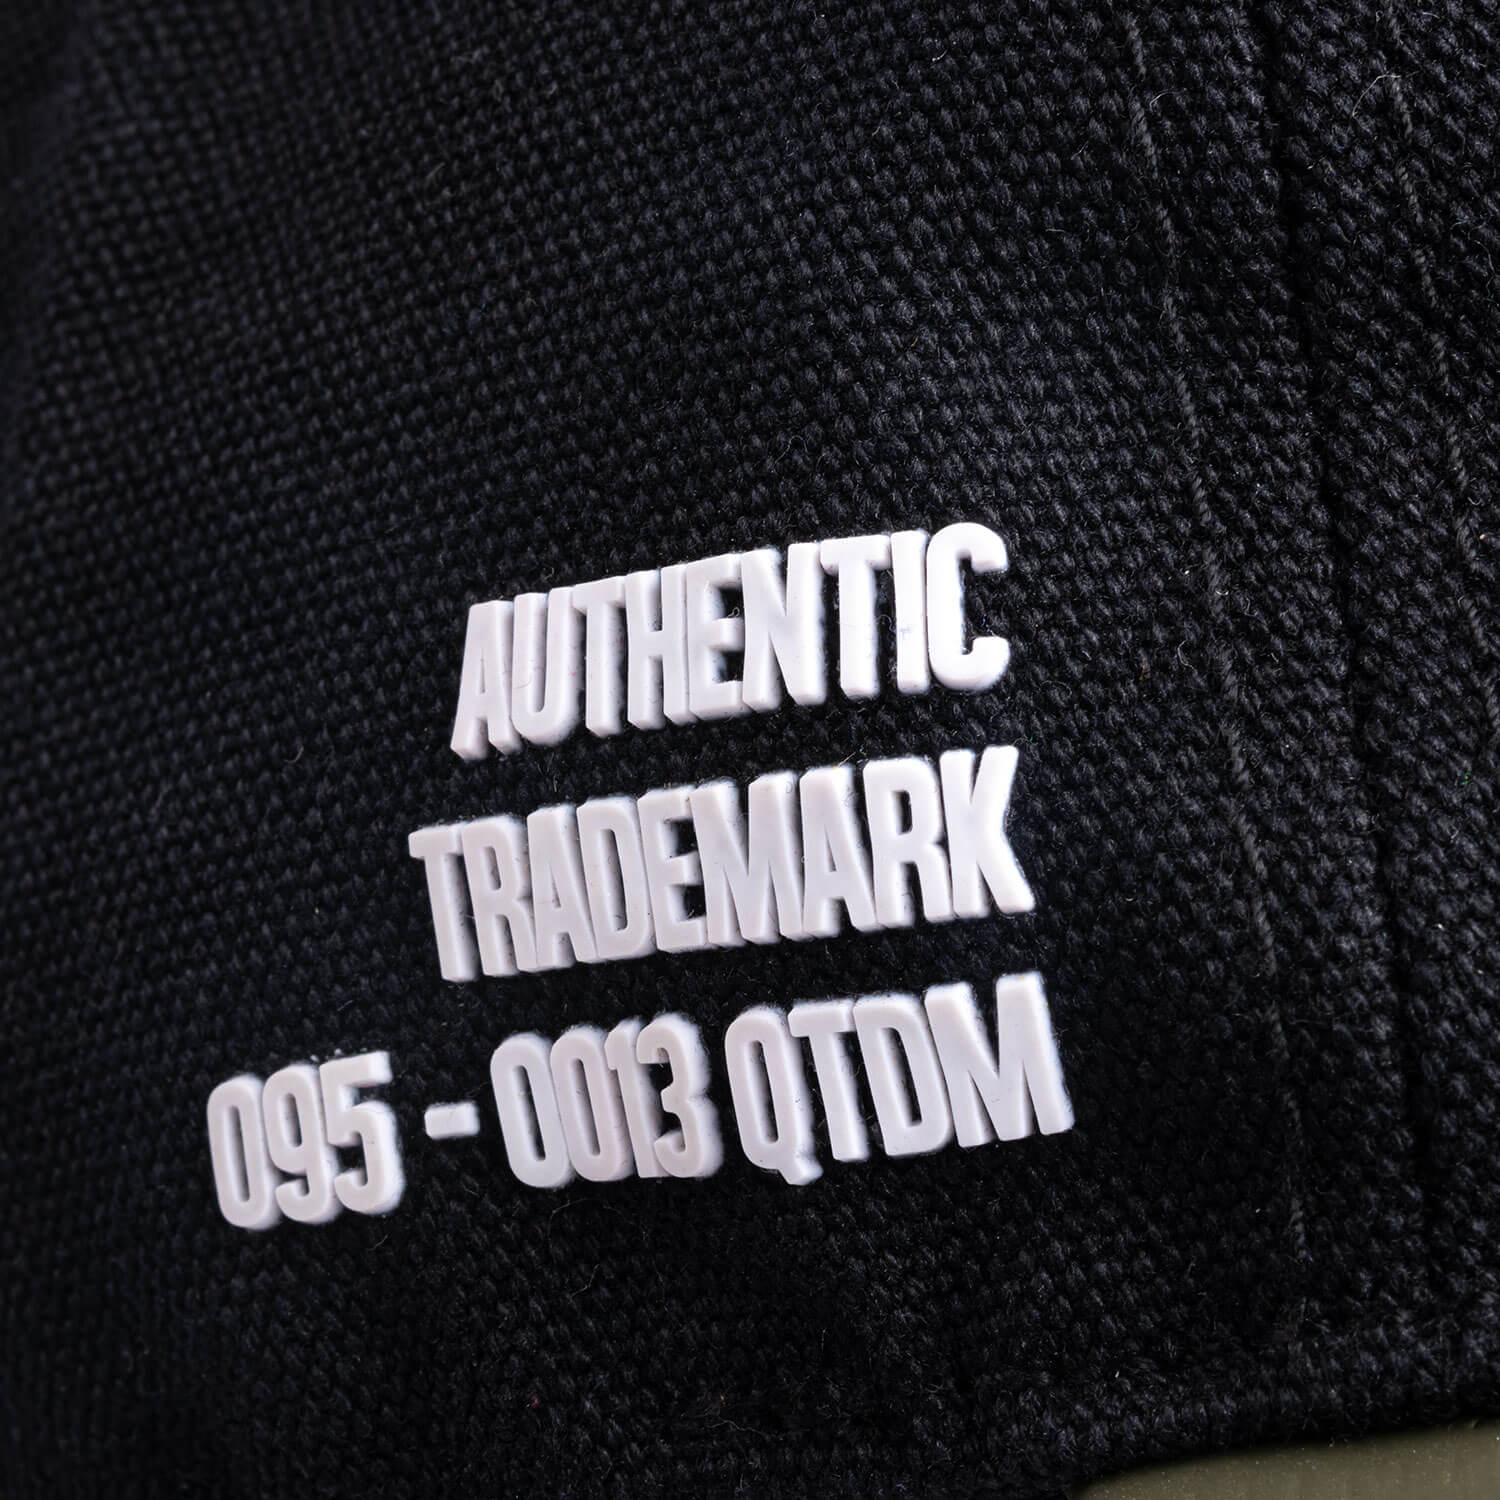 AUTHENTIC
TRADEMARK
095 - 0013 QTDM